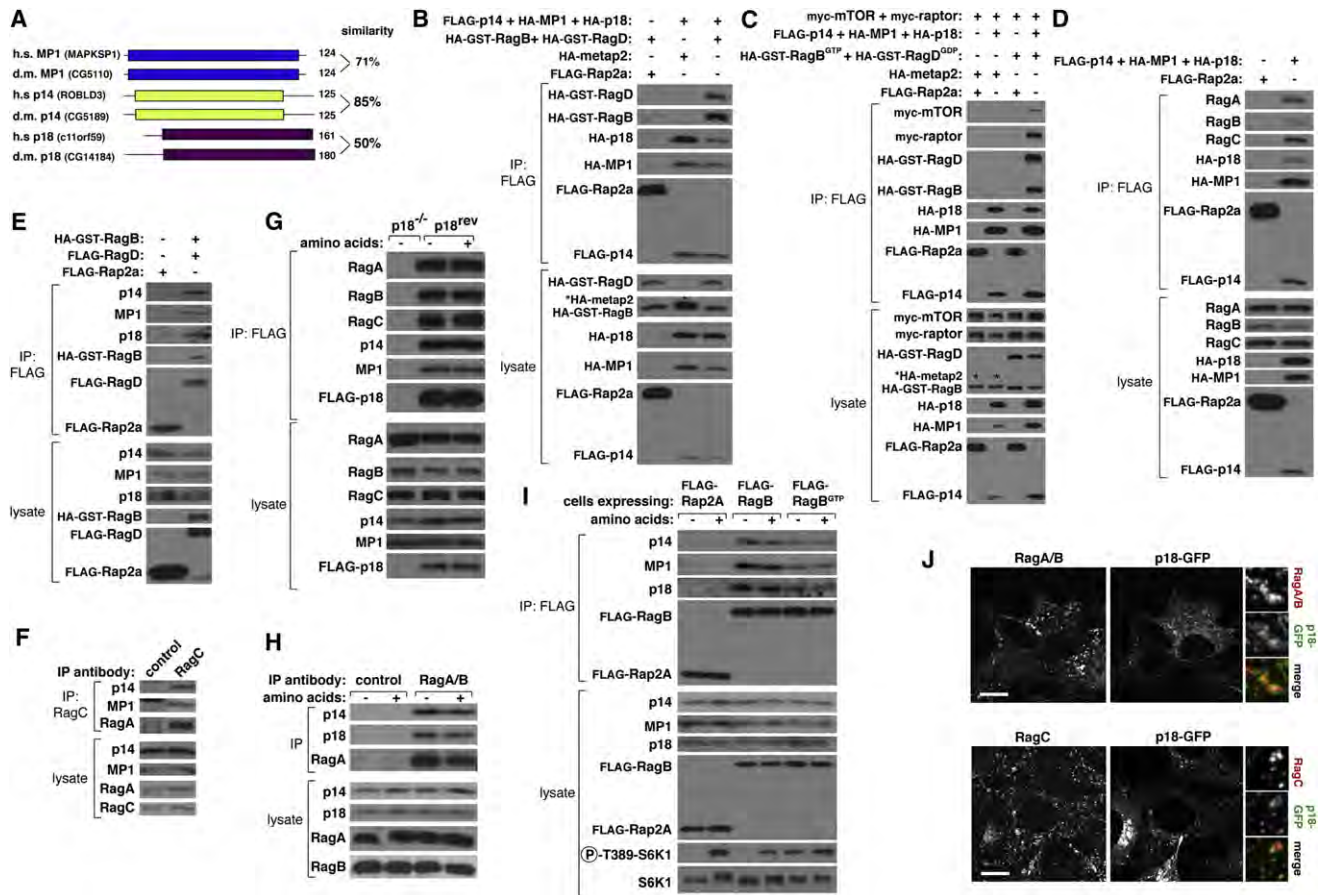 A
similarity
h.s. MP1 (MAPKSP1) 124
d.m. MP1 (CG5110) 124
71%
h.s p14 (ROBLD3) 125
d.m. p14 (CG5189) 125
85%
h.s p18 (c11orf59) 161
d.m. p18 (CG14184) 180
50%
B
FLAG-p14 + HA-MP1 + HA-p18: - + +
HA-GST-RagB+ HA-GST-RagD: + - +
HA-metap2: - + -
FLAG-Rap2a: + - -
IP: FLAG
HA-GST-RagD
HA-GST-RagB
HA-p18
HA-MP1
FLAG-Rap2a
FLAG-p14
lysate
HA-GST-RagD
*HA-metap2
HA-GST-RagB
HA-p18
HA-MP1
FLAG-Rap2a
FLAG-p14
C
myc-mTOR + myc-raptor: + + + +
FLAG-p14 + HA-MP1 + HA-p18: - + - +
HA-GST-RagB GTP + HA-GST-RagD GDP: - - + +
HA-metap2: + + - -
FLAG-Rap2a: + - + -
IP: FLAG
myc-mTOR
myc-raptor
HA-GST-RagD
HA-GST-RagB
HA-p18
HA-MP1
FLAG-Rap2a
FLAG-p14
lysate
myc-mTOR
myc-raptor
HA-GST-RagD
*HA-metap2
HA-GST-RagB
HA-p18
HA-MP1
FLAG-Rap2a
FLAG-p14
D
FLAG-p14 + HA-MP1 + HA-p18: - +
FLAG-Rap2a: + -
IP: FLAG
RagA
RagB
RagC
HA-p18
HA-MP1
FLAG-Rap2a
FLAG-p14
lysate
RagA
RagB
RagC
HA-p18
HA-MP1
FLAG-Rap2a
FLAG-p14
E
HA-GST-RagB: - +
FLAG-RagD: - +
FLAG-Rap2a: + -
IP: FLAG
p14
MP1
p18
HA-GST-RagB
FLAG-RagD
FLAG-Rap2a
lysate
p14
MP1
p18
HA-GST-RagB
FLAG-RagD
FLAG-Rap2a
F
IP antibody: control RagC
IP: RagC
p14
MP1
RagA
lysate
p14
MP1
RagA
RagC
G
p18 -/- p18 rev
amino acids: - - +
IP: FLAG
RagA
RagB
RagC
p14
MP1
FLAG-p18
lysate
RagA
RagB
RagC
p14
MP1
FLAG-p18
H
IP antibody: control RagA/B
amino acids: - + - +
IP
p14
p18
RagA
lysate
p14
p18
RagA
RagB
I
cells expressing: FLAG-Rap2A FLAG-RagB FLAG-RagB GTP
amino acids: - + - + - +
IP: FLAG
p14
MP1
p18
FLAG-RagB
FLAG-Rap2A
lysate
p14
MP1
p18
FLAG-RagB
FLAG-Rap2A
P-T389-S6K1
S6K1
J
RagA/B p18-GFP
RagA/B
p18-GFP
merge
RagC p18-GFP
RagC
p18-GFP
merge